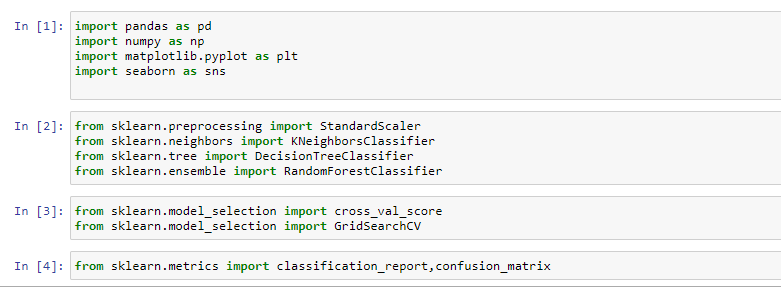 In [1]: import pandas as pd
import numpy as np
import matplotlib.pyplot as plt
import seaborn as sns
In [2]: from sklearn.preprocessing import StandardScaler
from sklearn.neighbors import KNeighborsClassifier
from sklearn.tree import DecisionTreeClassifier
from sklearn.ensemble import RandomForestClassifier
In [3]: from sklearn.model_selection import cross_val_score
from sklearn.model_selection import GridSearchCV
In [4]: from sklearn.metrics import classification_report,confusion_matrix